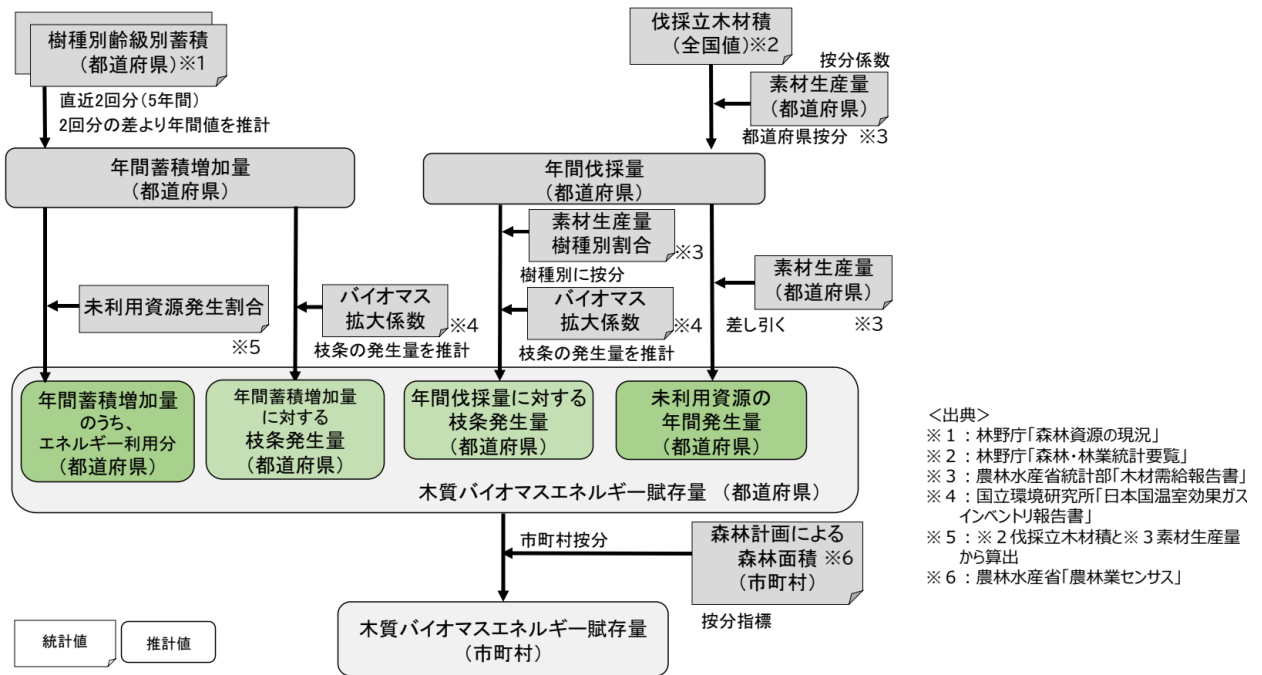 樹種別齢級別蓄積
(都道府県)※1
直近2回分(5年間)
2回分の差より年間値を推計
伐採立木材積
(全国値)※2
按分係数
素材生産量
(都道府県)
都道府県按分 ※3
年間蓄積増加量
(都道府県)
年間伐採量
(都道府県)
素材生産量
樹種別割合
※3
樹種別に按分
素材生産量
(都道府県)
※3
差し引く
未利用資源発生割合
※5
バイオマス
拡大係数
※4
枝条の発生量を推計
バイオマス
拡大係数
※4
枝条の発生量を推計
年間蓄積増加量
のうち、
エネルギー利用分
(都道府県)
年間蓄積増加量
に対する
枝条発生量
(都道府県)
年間伐採量に対する
枝条発生量
(都道府県)
未利用資源の
年間発生量
(都道府県)
木質バイオマスエネルギー賦存量 (都道府県)
市町村按分
森林計画による
森林面積 ※6
(市町村)
按分指標
木質バイオマスエネルギー賦存量
(市町村)
統計値
推計値
<出典>
※1:林野庁「森林資源の現況」
※2:林野庁「森林・林業統計要覧」
※3:農林水産省統計部「木材需給報告書」
※4:国立環境研究所「日本国温室効果ガス
インベントリ報告書」
※5:※2伐採立木材積と※3素材生産量
から算出
※6:農林水産省「農林業センサス」